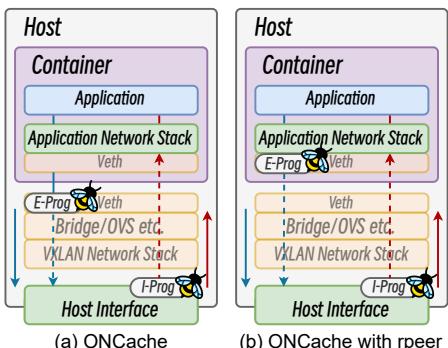 Host
Container
Application
Application Network Stack
Veth
E-Prog Veth
Bridge/OVS etc.
VXLAN Network Stack
I-Prog
Host Interface
(a) ONCache
Host
Container
Application
Application Network Stack
E-Prog Veth
Veth
Bridge/OVS etc.
VXLAN Network Stack
I-Prog
Host Interface
(b) ONCache with rpeer